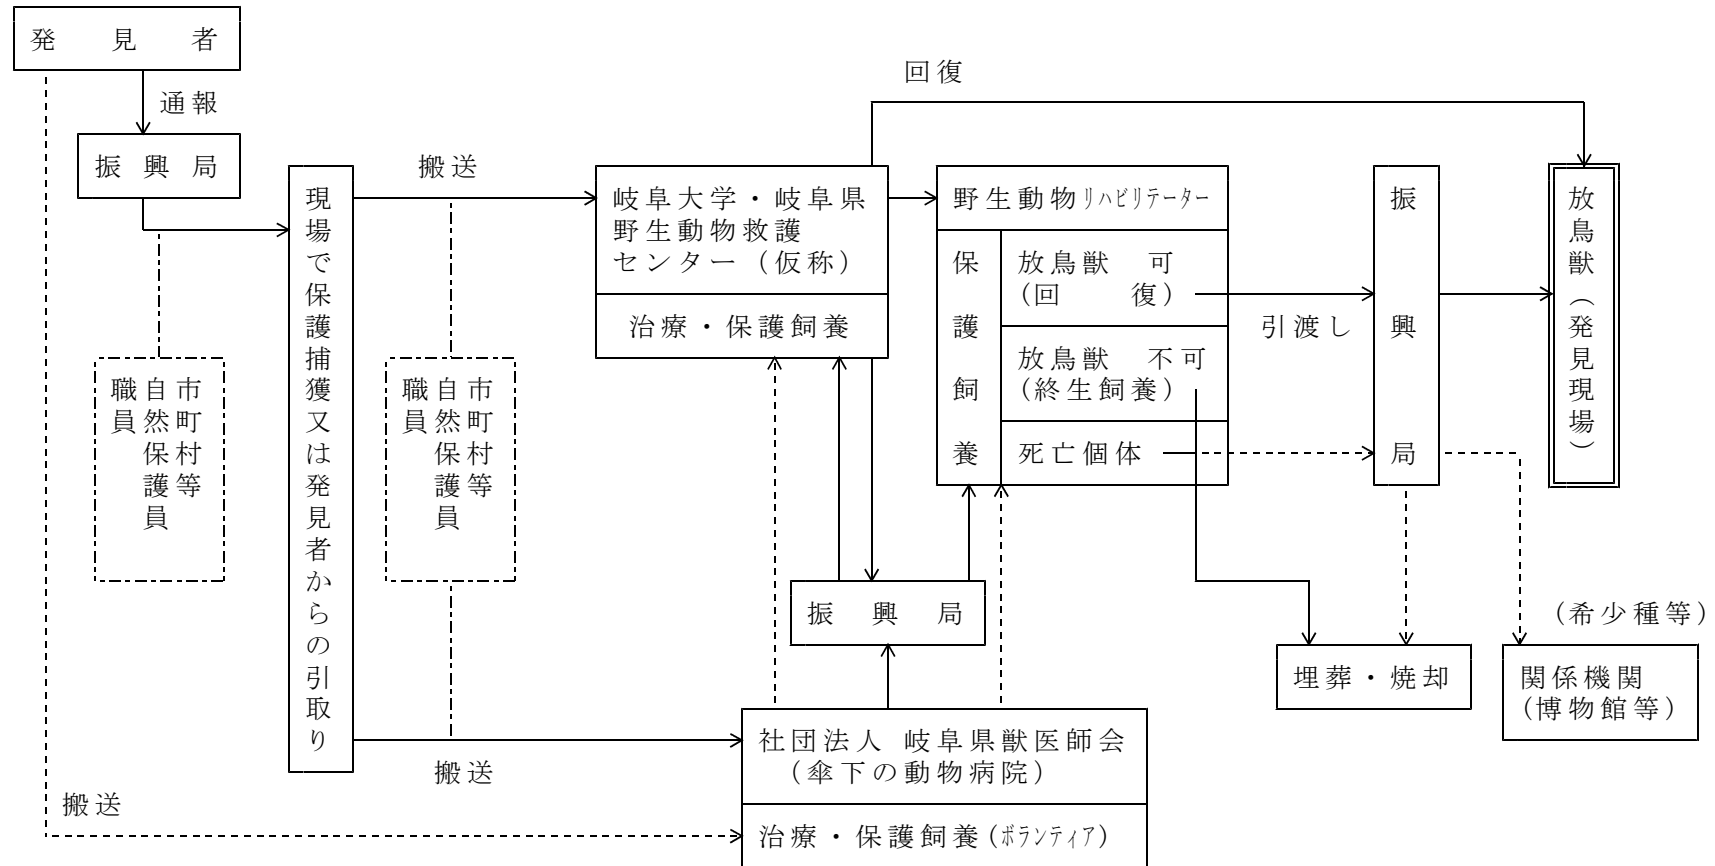 発見者
通報
振興局
現場で保護捕獲又は発見者からの引取り
市町村等
自然保護員
職員
搬送
市町村等
自然保護員
職員
搬送
搬送
岐阜大学・岐阜県
野生動物救護
センター（仮称）
治療・保護飼養
回復
野生動物リハビリテーター
保護飼養
放鳥獣　可
（回　　復）
放鳥獣　不可
（終生飼養）
死亡個体
引渡し
振興局
放鳥獣（発見現場）
振興局
社団法人 岐阜県獣医師会
（傘下の動物病院）
治療・保護飼養（ボランティア）
埋葬・焼却
（希少種等）
関係機関
（博物館等）